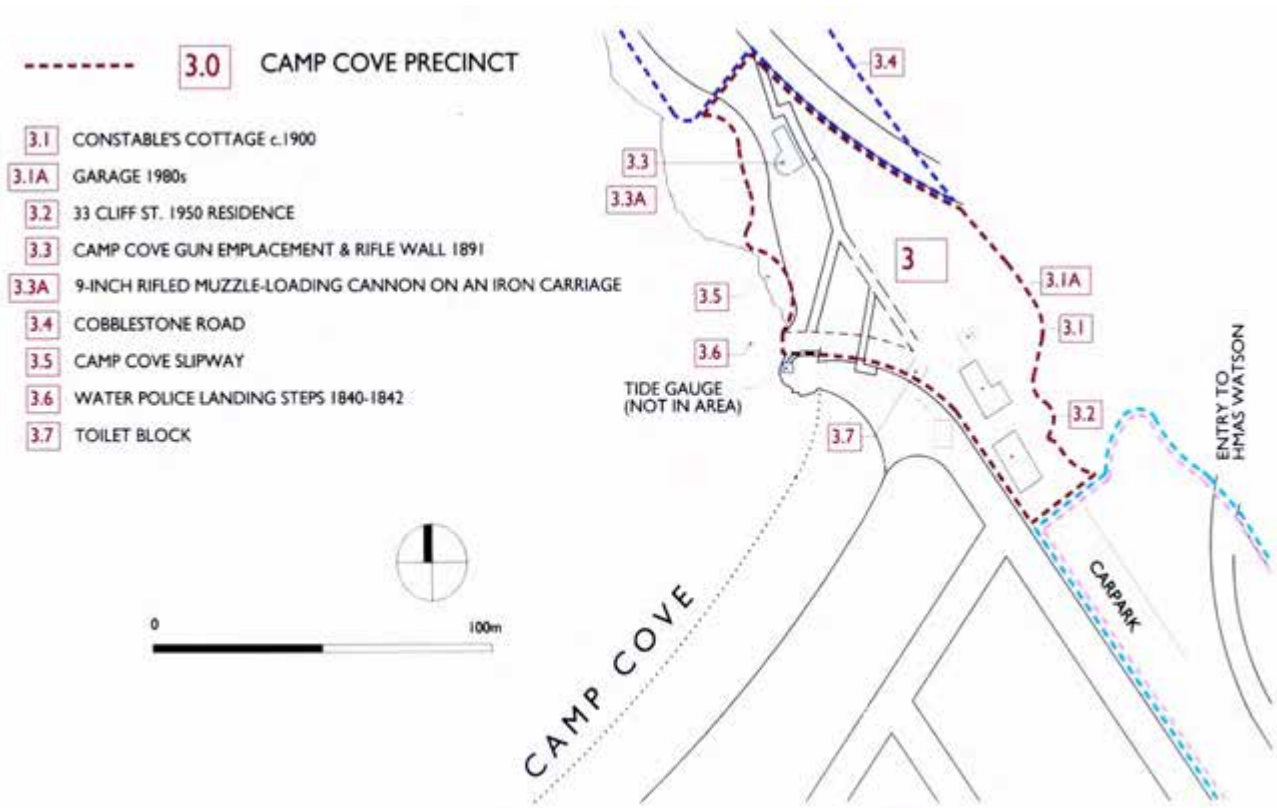 3.0 CAMP COVE PRECINCT
3.1 CONSTABLE'S COTTAGE c.1900
3.1A GARAGE 1980s
3.2 33 CLIFF ST. 1950 RESIDENCE
3.3 CAMP COVE GUN EMPLACEMENT & RIFLE WALL 1891
3.3A 9-INCH RIFLED MUZZLE-LOADING CANNON ON AN IRON CARRIAGE
3.4 COBBLESTONE ROAD
3.5 CAMP COVE SLIPWAY
3.6 WATER POLICE LANDING STEPS 1840-1842
3.7 TOILET BLOCK
0 100m
3.4
3.3
3.3A
3
3.1A
3.5
3.1
3.6
TIDE GAUGE
(NOT IN AREA)
3.2
3.7
ENTRY TO
HMAS WATSON
CARPARK
CAMP COVE